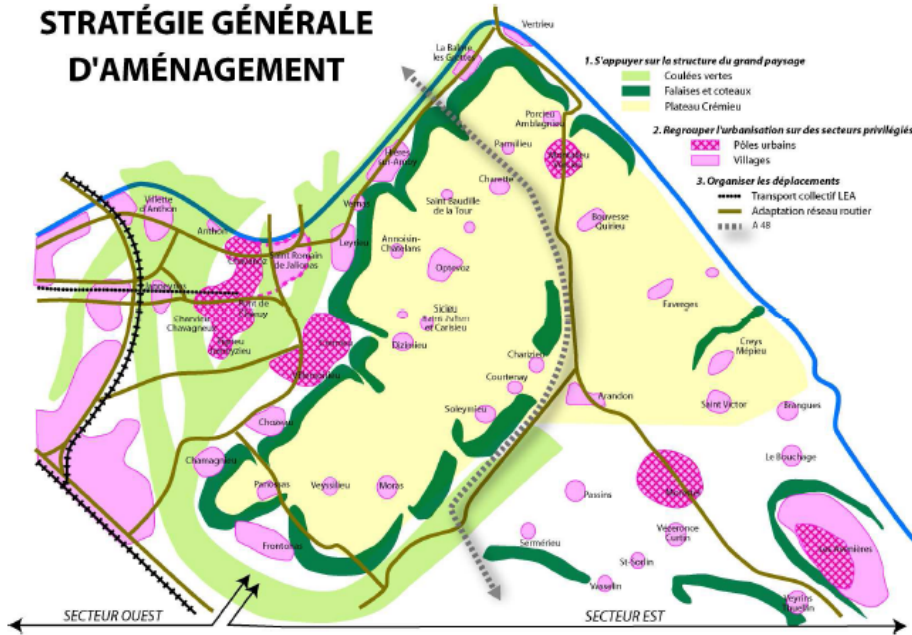 STRATÉGIE GÉNÉRALE
D'AMÉNAGEMENT
Vertrieu
La Balme
les Grottes
1. S'appuyer sur la structure du grand paysage
Coulées vertes
Falaises et coteaux
Plateau Crémieu
2. Regrouper l'urbanisation sur des secteurs privilégiés
Pôles urbains
Villages
3. Organiser les déplacements
Transport collectif LEA
Adaptation réseau routier
A 48
Porcieu
Amblagnieu
Parmilieu
Hières
sur-Amby
Charette
Vernas
Saint Baudille
de la Tour
Bouvesse
Quirieu
Villette
d'Anthon
Anthon
Leyrieu
Annoisin-
Chatelans
Optevoz
Saint Romain
de Jalionas
Janneyrias
Pont de
Charvieu
Chavagneux
Siccieu
et Carisieu
Dizimieu
Faverges
Creys
Mépieu
Charizieu
Courtenay
Arandon
Saint Victor
Brangues
Soleymieu
Chozeau
Chamagnieu
Panossas
Veyssilieu
Moras
Le Bouchage
Passins
Frontonas
Sermérieu
Vézeronce
Curtin
St-Sorlin
Vasselin
Les Avenières
Veyrins
Thuellin
SECTEUR OUEST
SECTEUR EST